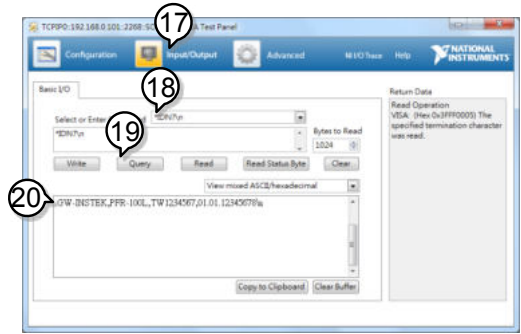 TCPIP0::192.168.0.101::2268::SO A Test Panel
17
Configuration Input/Output Advanced NI I/O Trace Help NATIONAL INSTRUMENTS
Basic I/O
18
Return Data
Read Operation
VISA: (Hex 0x3FFF0005) The
specified termination character
was read.
Select or Enter *IDN?\n
19
*IDN?\n
Bytes to Read
1024
Write Query Read Read Status Byte Clear
View mixed ASCII/hexadecimal
20
GW-INSTEK,PFR-100L,TW1234567,01.01.12345678\n
Copy to Clipboard Clear Buffer